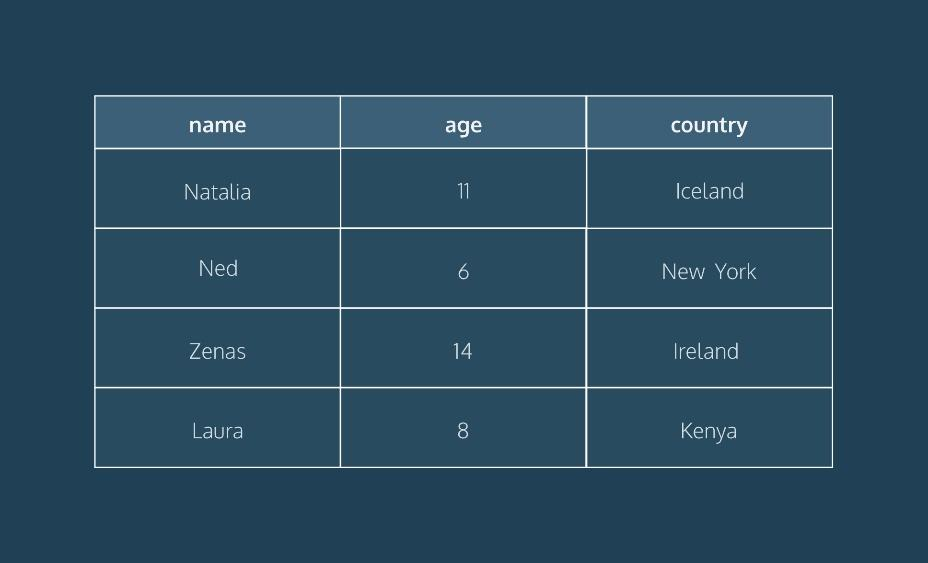 name age country
Natalia 11 Iceland
Ned 6 New York
Zenas 14 Ireland
Laura 8 Kenya